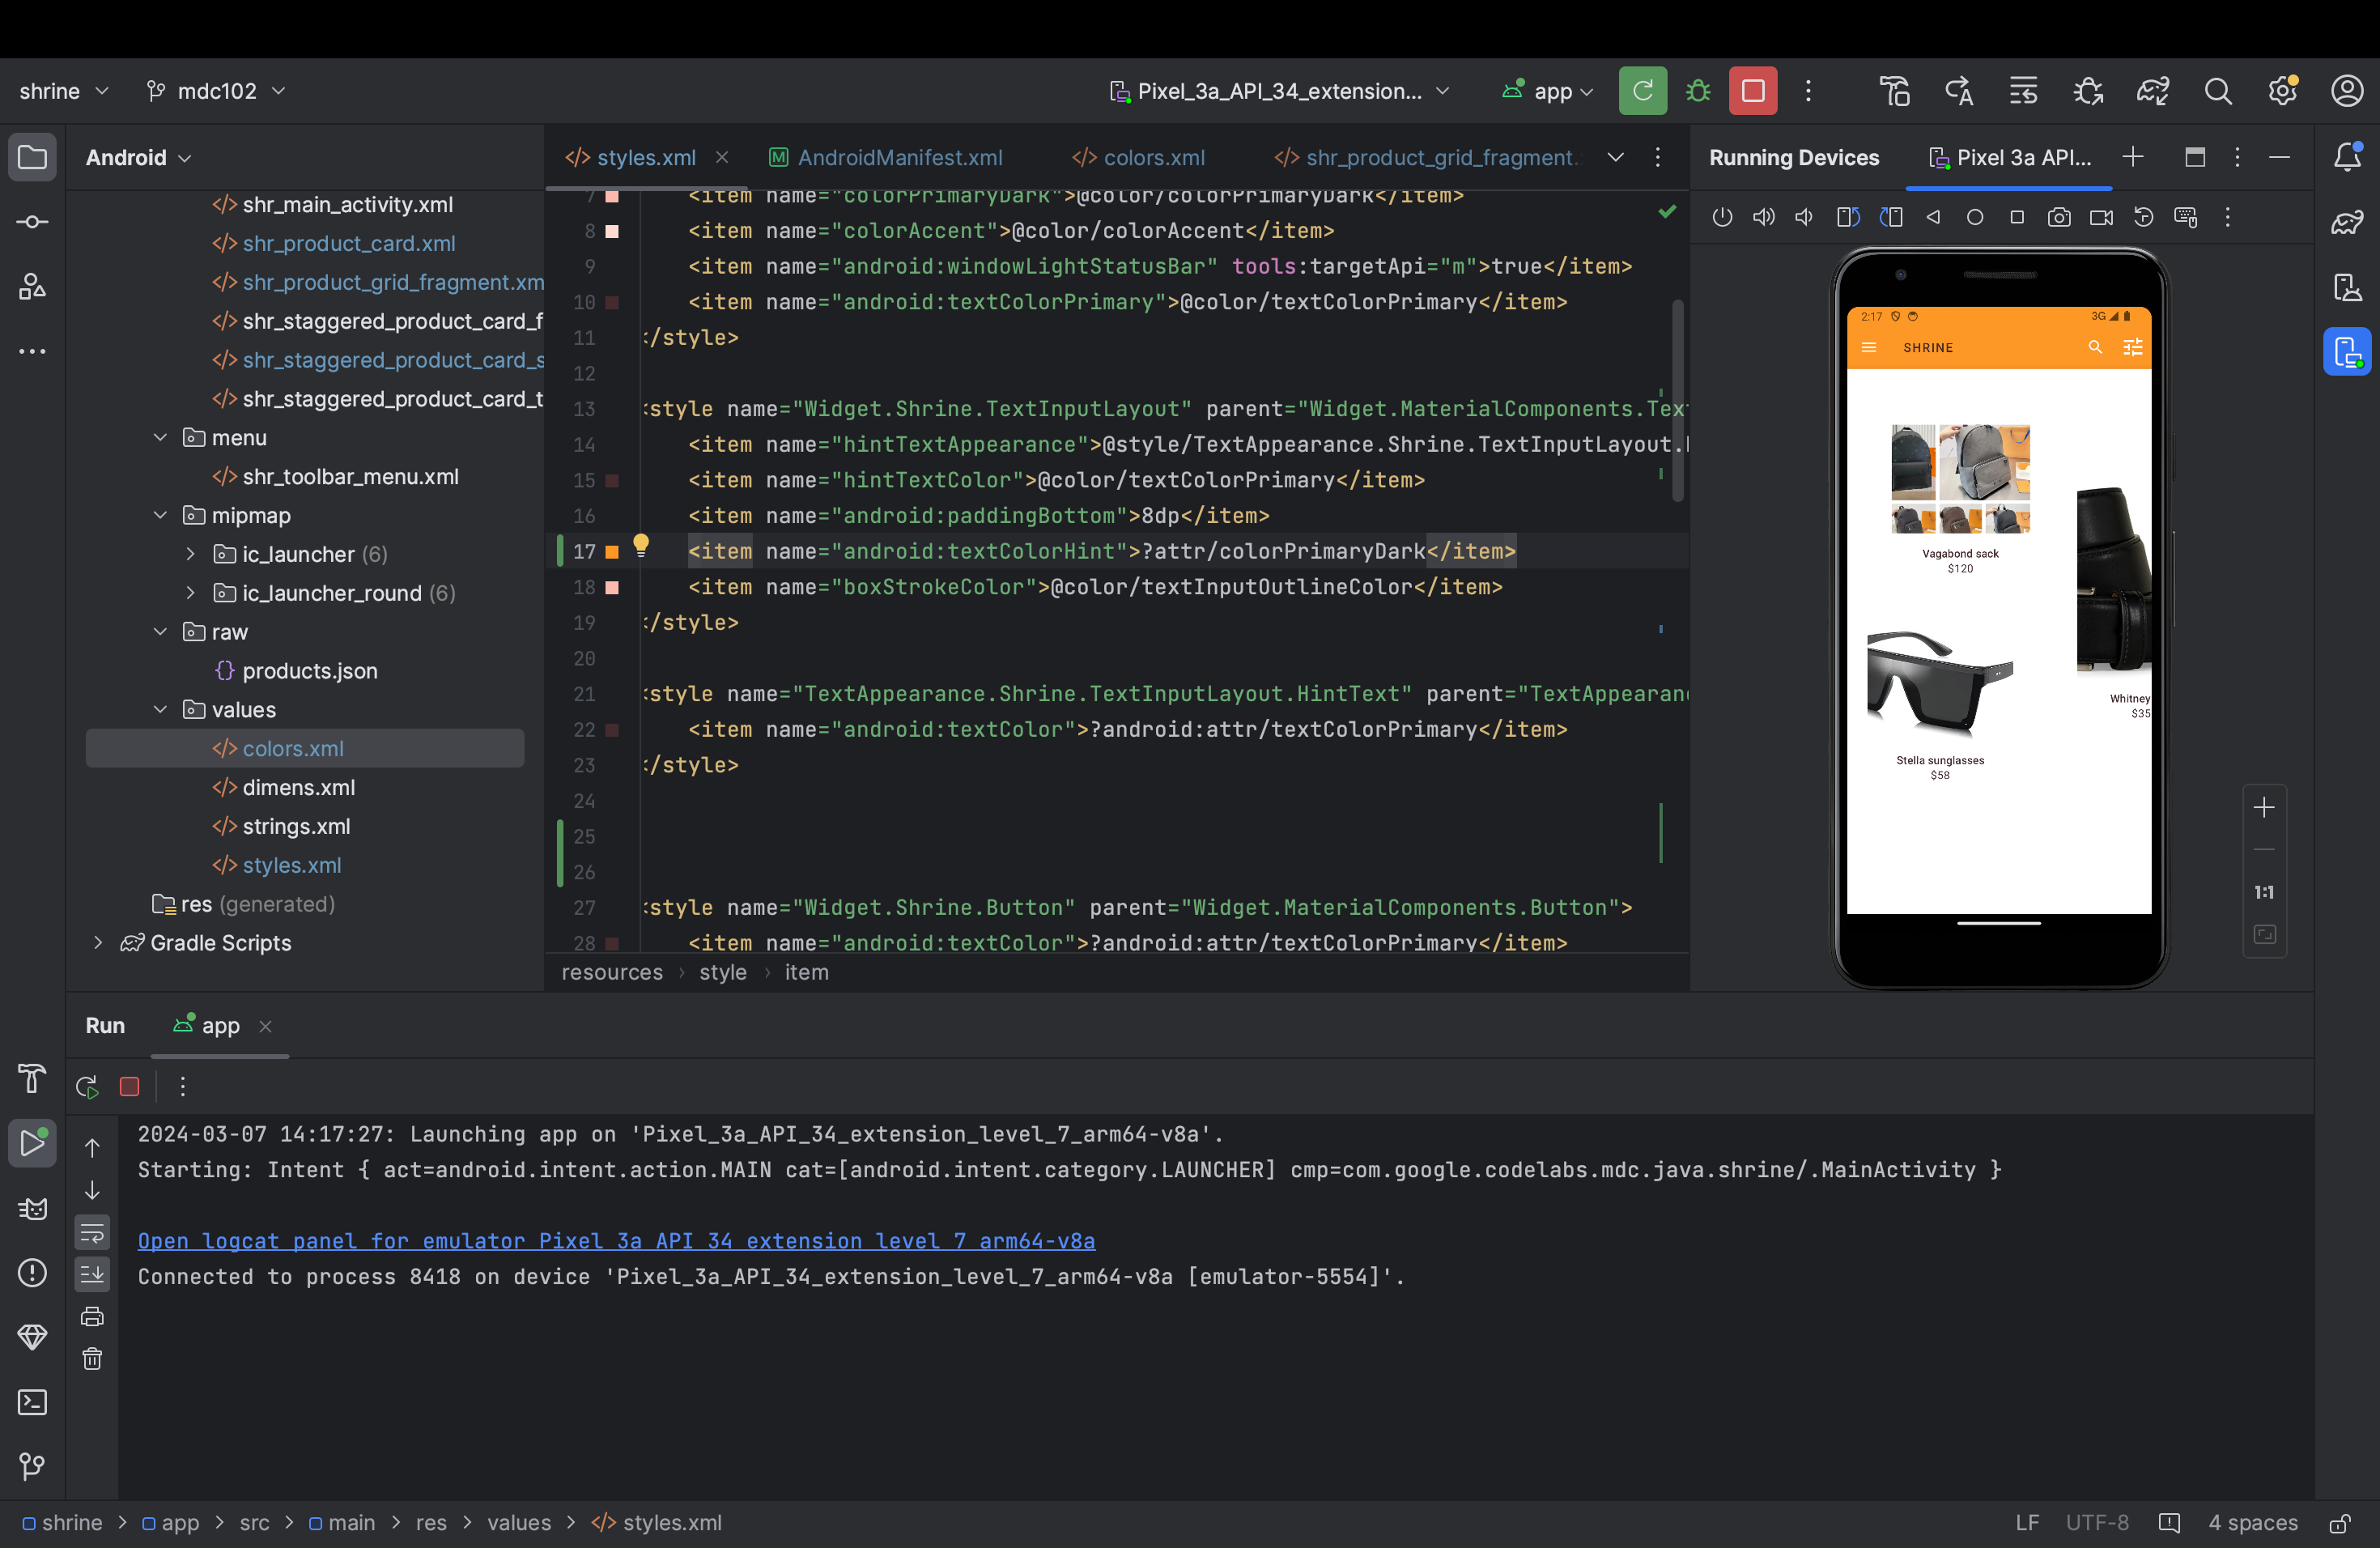 shrine
mdc102
Pixel_3a_API_34_extension...
app
Android
styles.xml
AndroidManifest.xml
colors.xml
shr_product_grid_fragment.
Running Devices
Pixel 3a API...
shr_main_activity.xml
shr_product_card.xml
shr_product_grid_fragment.xm
shr_staggered_product_card_f
shr_staggered_product_card_s
shr_staggered_product_card_t
menu
shr_toolbar_menu.xml
mipmap
ic_launcher (6)
ic_launcher_round (6)
raw
products.json
values
colors.xml
dimens.xml
strings.xml
styles.xml
res (generated)
Gradle Scripts
7 <item name="colorPrimaryDark">@color/colorPrimaryDark</item>
8 <item name="colorAccent">@color/colorAccent</item>
9 <item name="android:windowLightStatusBar" tools:targetApi="m">true</item>
10 <item name="android:textColorPrimary">@color/textColorPrimary</item>
11 </style>
12
13 <style name="Widget.Shrine.TextInputLayout" parent="Widget.MaterialComponents.Tex
14 <item name="hintTextAppearance">@style/TextAppearance.Shrine.TextInputLayout.
15 <item name="hintTextColor">@color/textColorPrimary</item>
16 <item name="android:paddingBottom">8dp</item>
17 <item name="android:textColorHint">?attr/colorPrimaryDark</item>
18 <item name="boxStrokeColor">@color/textInputOutlineColor</item>
19 </style>
20
21 <style name="TextAppearance.Shrine.TextInputLayout.HintText" parent="TextAppearan
22 <item name="android:textColor">?android:attr/textColorPrimary</item>
23 </style>
24
25
26
27 <style name="Widget.Shrine.Button" parent="Widget.MaterialComponents.Button">
28 <item name="android:textColor">?android:attr/textColorPrimary</item>
resources › style › item
2:17
3G
SHRINE
Vagabond sack
$120
Whitney
$35
Stella sunglasses
$58
1:1
Run
app
2024-03-07 14:17:27: Launching app on 'Pixel_3a_API_34_extension_level_7_arm64-v8a'.
Starting: Intent { act=android.intent.action.MAIN cat=[android.intent.category.LAUNCHER] cmp=com.google.codelabs.mdc.java.shrine/.MainActivity }
Open logcat panel for emulator Pixel 3a API 34 extension level 7 arm64-v8a
Connected to process 8418 on device 'Pixel_3a_API_34_extension_level_7_arm64-v8a [emulator-5554]'.
shrine > app > src > main > res > values > styles.xml
LF UTF-8 4 spaces